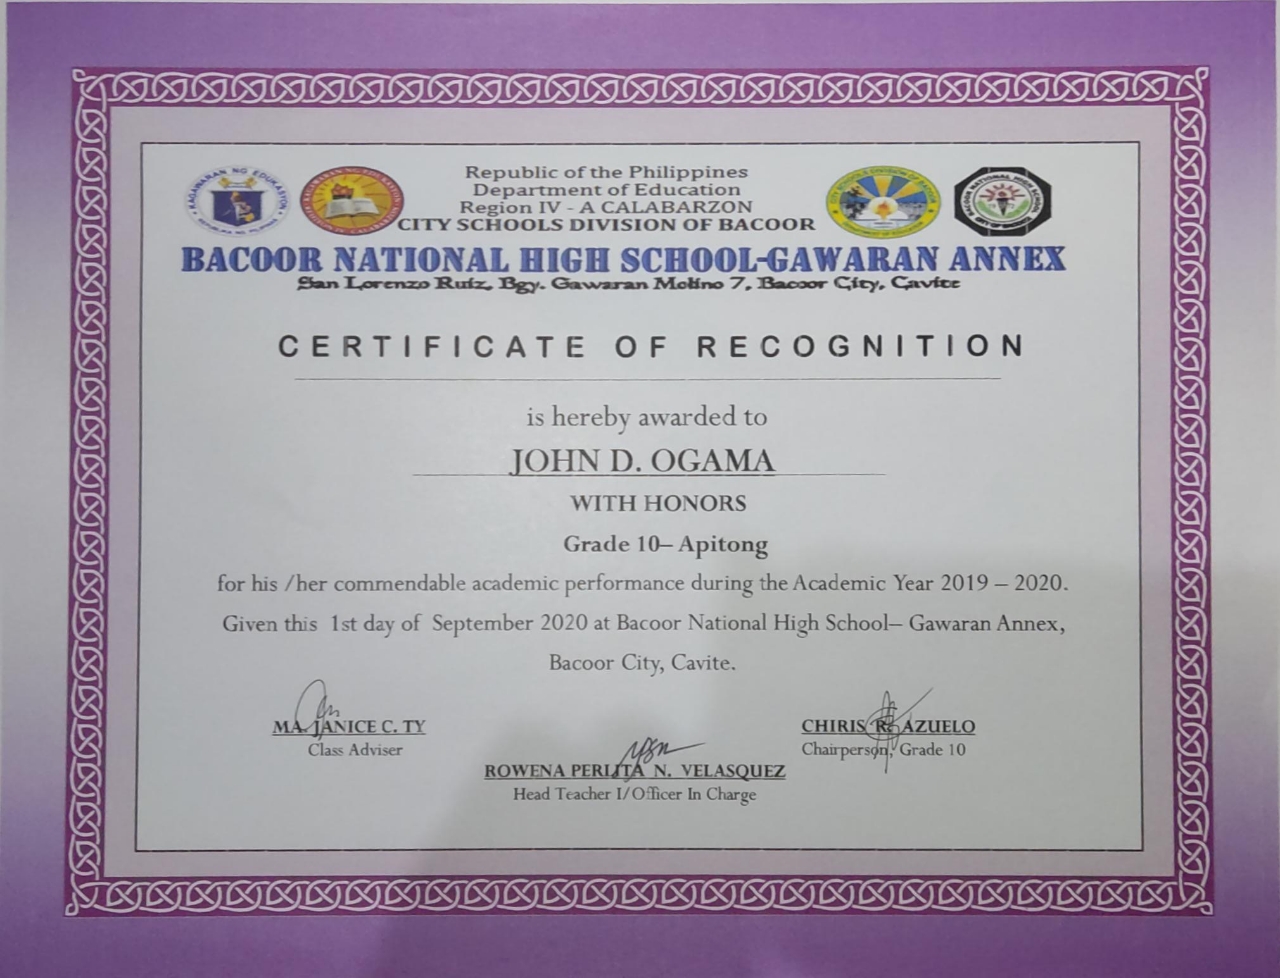 Republic of the Philippines
Department of Education
Region IV - A CALABARZON
CITY SCHOOLS DIVISION OF BACOOR
BACOOR NATIONAL HIGH SCHOOL-GAWARAN ANNEX
San Lorenzo Ruiz, Bgy. Gawaran Molino 7, Bacoor City, Cavite
CERTIFICATE OF RECOGNITION
is hereby awarded to
JOHN D. OGAMA
WITH HONORS
Grade 10– Apitong
for his /her commendable academic performance during the Academic Year 2019 – 2020.
Given this 1st day of September 2020 at Bacoor National High School– Gawaran Annex,
Bacoor City, Cavite.
MA. JANICE C. TY
Class Adviser
CHIRIS R. AZUELO
Chairperson, Grade 10
ROWENA PERLITA N. VELASQUEZ
Head Teacher I/Officer In Charge